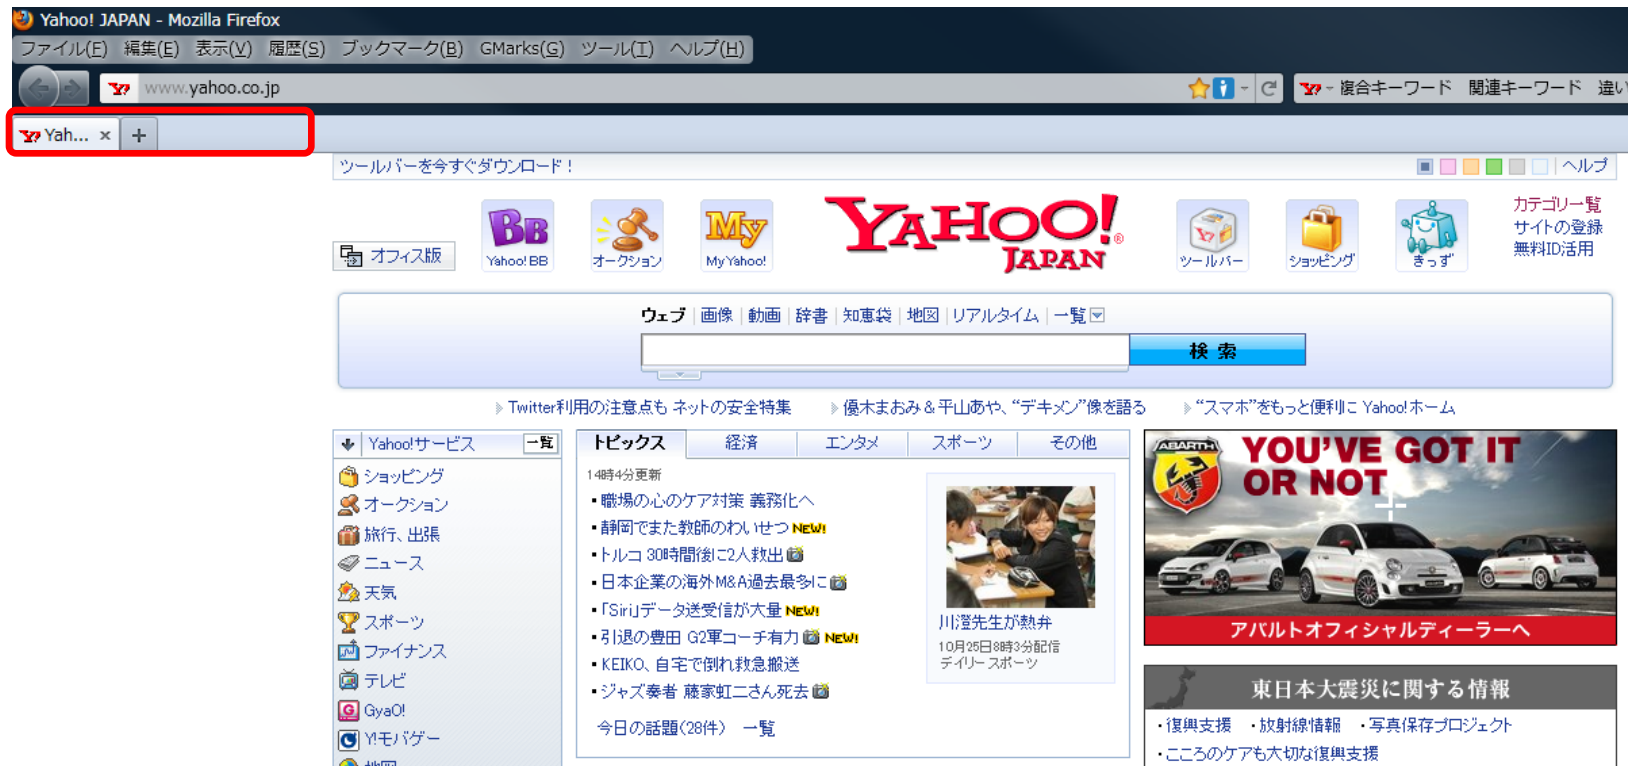 Yahoo! JAPAN - Mozilla Firefox
ファイル(F) 編集(E) 表示(V) 履歴(S) ブックマーク(B) GMarks(G) ツール(T) ヘルプ(H)
www.yahoo.co.jp
複合キーワード 関連キーワード 違い
Yah...
ツールバーを今すぐダウンロード!
ヘルプ
オフィス版
BB
Yahoo! BB
オークション
My
My Yahoo!
YAHOO!
JAPAN
ツールバー
ショッピング
きっず
カテゴリ一覧
サイトの登録
無料ID活用
ウェブ 画像 動画 辞書 知恵袋 地図 リアルタイム 一覧
検索
Twitter利用の注意点も ネットの安全特集
優木まおみ&平山あや、“デキメン”像を語る
“スマホ”をもっと便利に Yahoo!ホーム
Yahoo!サービス 一覧
ショッピング
オークション
旅行、出張
ニュース
天気
スポーツ
ファイナンス
テレビ
GyaO!
Y!モバゲー
地図
トピックス 経済 エンタメ スポーツ その他
14時4分更新
・職場の心のケア対策 義務化へ
・静岡でまた教師のわいせつ NEW!
・トルコ 30時間後に2人救出
・日本企業の海外M&A過去最多に
・「Siri」データ送受信が大量 NEW!
・引退の豊田 G2軍コーチ有力 NEW!
・KEIKO、自宅で倒れ救急搬送
・ジャズ奏者 藤家虹二さん死去
今日の話題(28件) 一覧
川澄先生が熱弁
10月25日8時3分配信
デイリースポーツ
ABARTH
YOU'VE GOT IT
OR NOT
アバルトオフィシャルディーラーへ
東日本大震災に関する情報
・復興支援 ・放射線情報 ・写真保存プロジェクト
・こころのケアも大切な復興支援